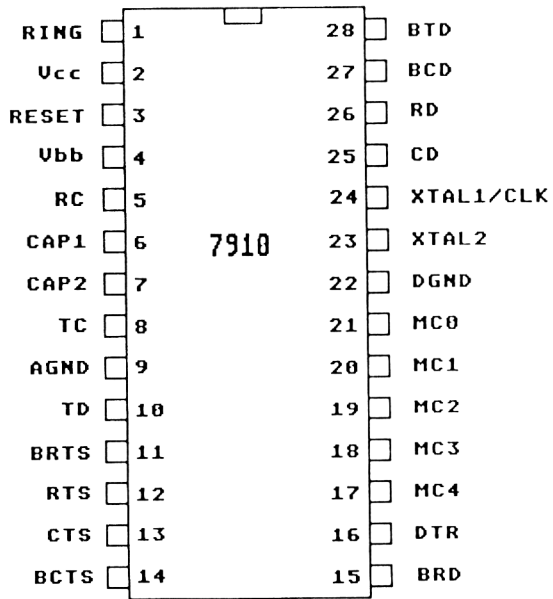 RING 1 28 BTD
Vcc 2 27 BCD
RESET 3 26 RD
Vbb 4 25 CD
RC 5 24 XTAL1/CLK
CAP1 6 7910 23 XTAL2
CAP2 7 22 DGND
TC 8 21 MC0
AGND 9 20 MC1
TD 10 19 MC2
BRTS 11 18 MC3
RTS 12 17 MC4
CTS 13 16 DTR
BCTS 14 15 BRD